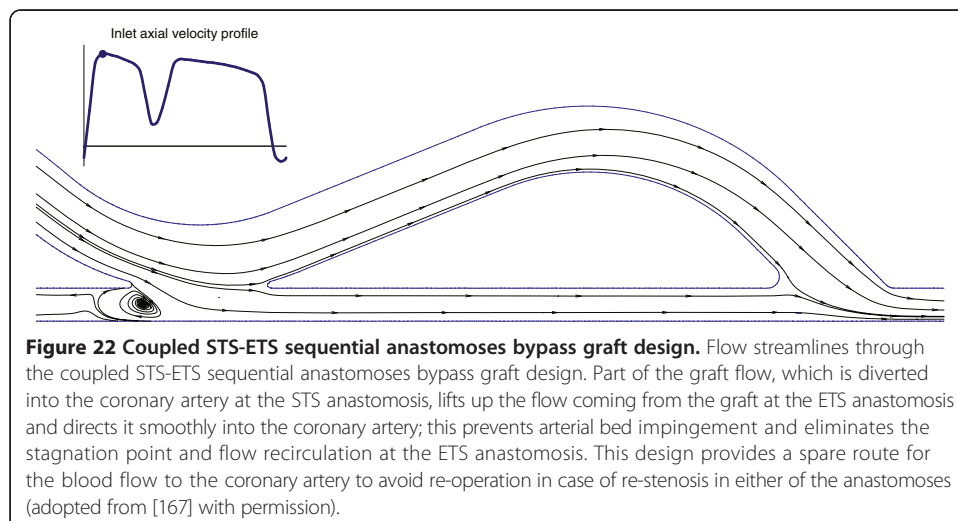 Inlet axial velocity profile
Figure 22 Coupled STS-ETS sequential anastomoses bypass graft design. Flow streamlines through
the coupled STS-ETS sequential anastomoses bypass graft design. Part of the graft flow, which is diverted
into the coronary artery at the STS anastomosis, lifts up the flow coming from the graft at the ETS anastomosis
and directs it smoothly into the coronary artery; this prevents arterial bed impingement and eliminates the
stagnation point and flow recirculation at the ETS anastomosis. This design provides a spare route for
the blood flow to the coronary artery to avoid re-operation in case of re-stenosis in either of the anastomoses
(adopted from [167] with permission).